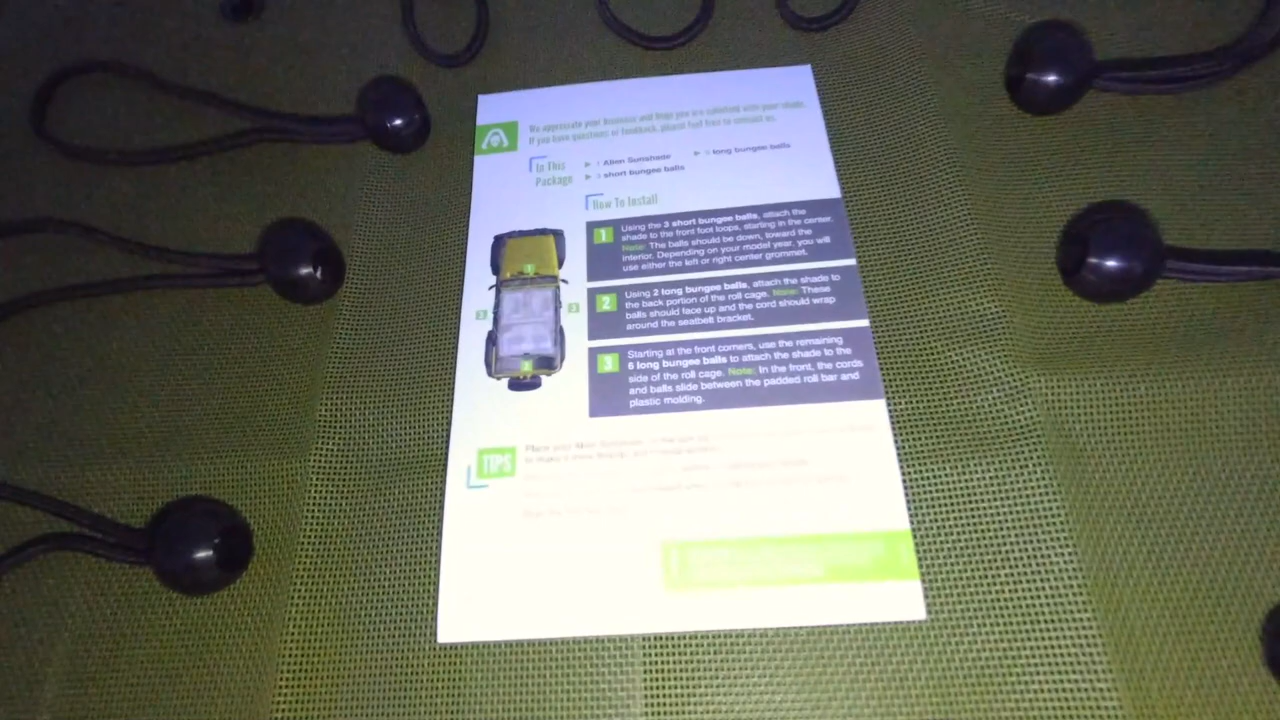 We appreciate your business and hope you are satisfied with your shade.
If you have questions or feedback, please feel free to contact us.
In This
Package
1 Alien Sunshade
long bungee balls
3 short bungee balls
How To Install
1
Using the 3 short bungee balls, attach the
shade to the front foot loops, starting in the center.
Note: The balls should be down, toward the
interior. Depending on your model year, you will
use either the left or right center grommet.
2
Using 2 long bungee balls, attach the shade to
the back portion of the roll cage. Note: These
balls should face up and the cord should wrap
around the seatbelt bracket.
3
Starting at the front corners, use the remaining
6 long bungee balls to attach the shade to the
side of the roll cage. Note: In the front, the cords
and balls slide between the padded roll bar and
plastic molding.
1
3
3
2
TIPS
Place your Alien Sunshade